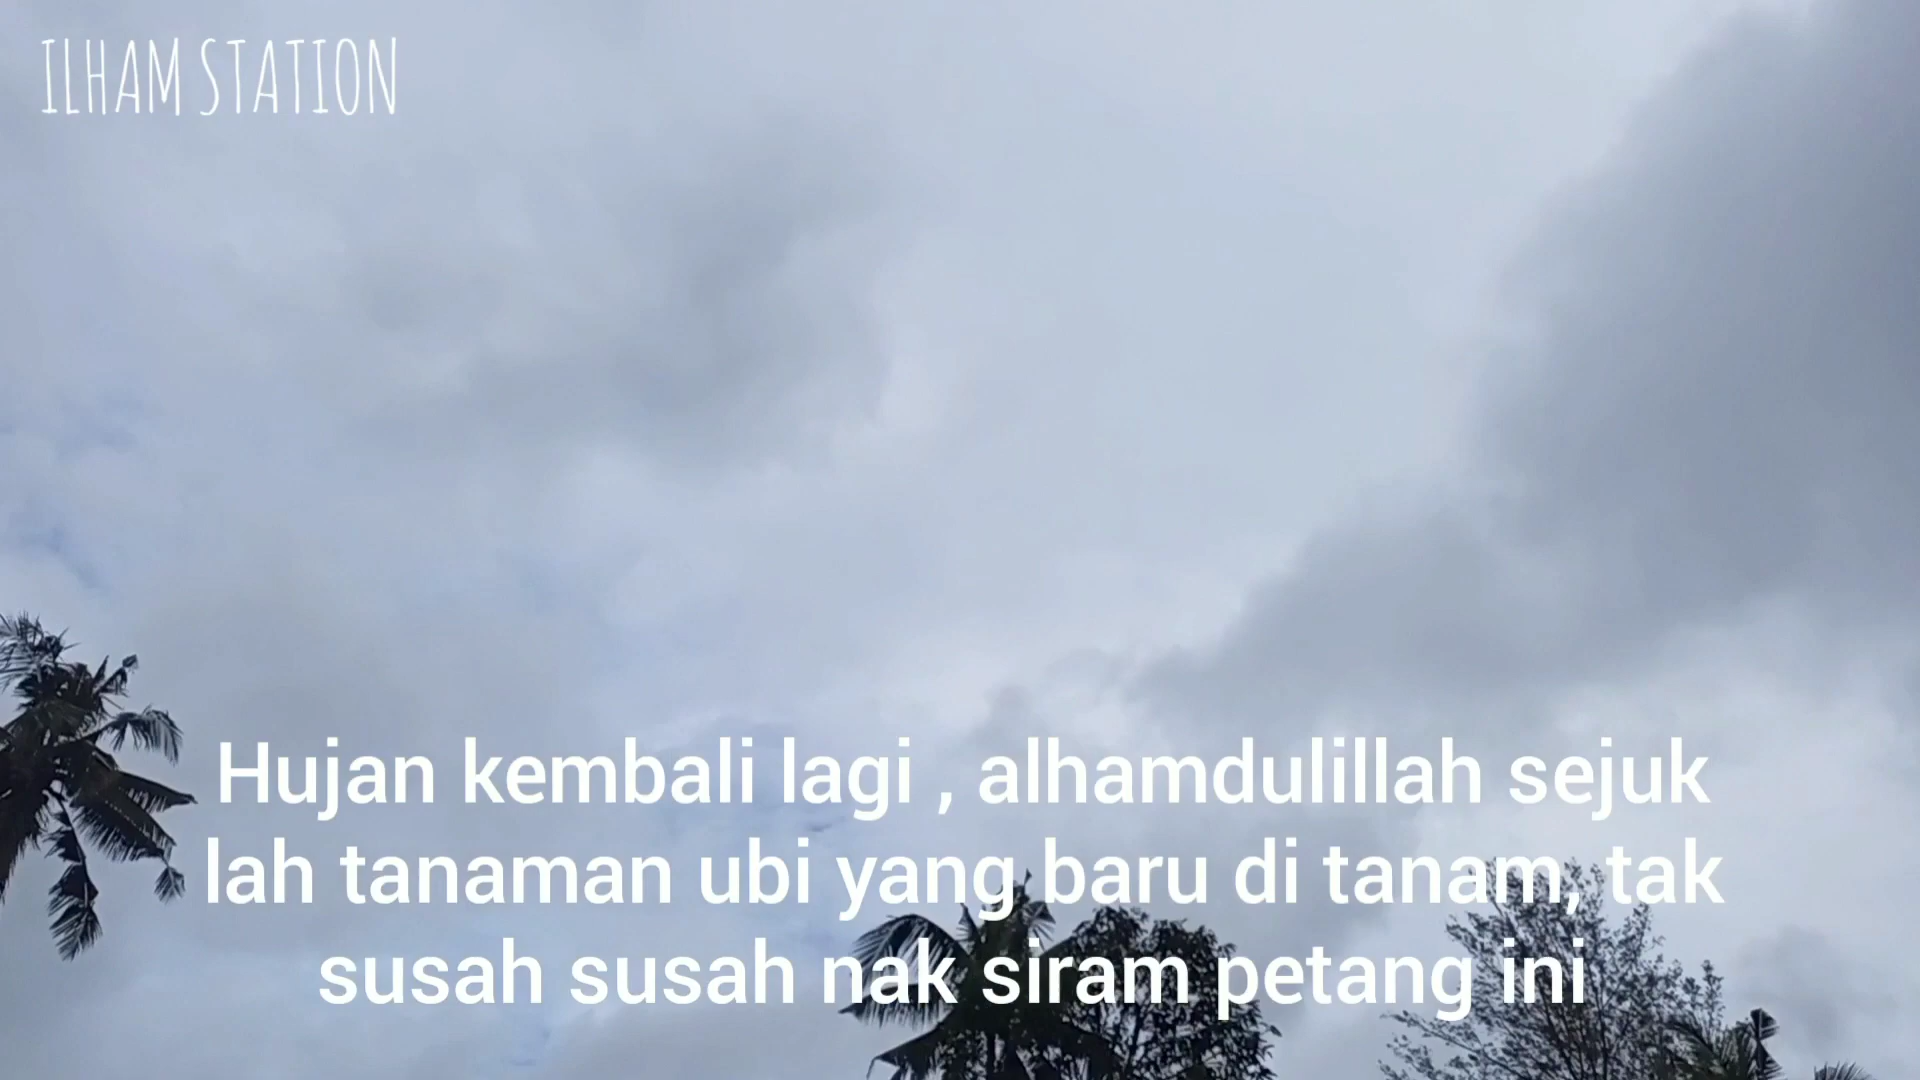 ILHAM STATION
Hujan kembali lagi , alhamdulillah sejuk
lah tanaman ubi yang baru di tanam, tak
susah susah nak siram petang ini